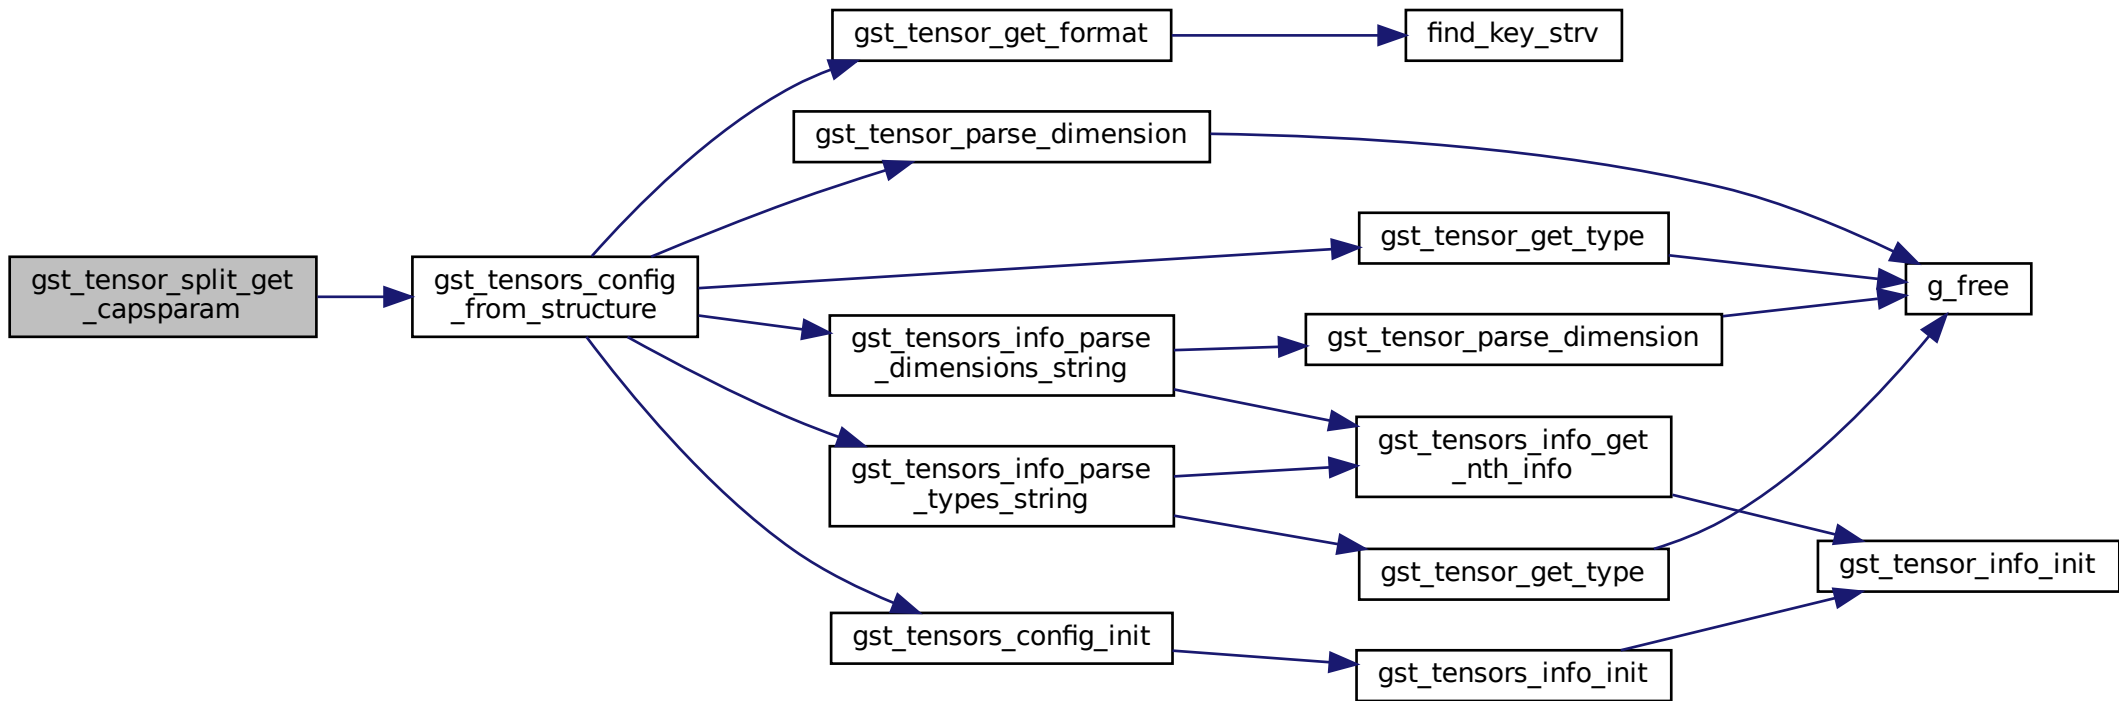 gst_tensor_split_get
_capsparam
gst_tensors_config
_from_structure
gst_tensor_get_format
find_key_strv
gst_tensor_parse_dimension
gst_tensor_get_type
g_free
gst_tensors_info_parse
_dimensions_string
gst_tensor_parse_dimension
gst_tensors_info_get
_nth_info
gst_tensors_info_parse
_types_string
gst_tensor_get_type
gst_tensor_info_init
gst_tensors_config_init
gst_tensors_info_init